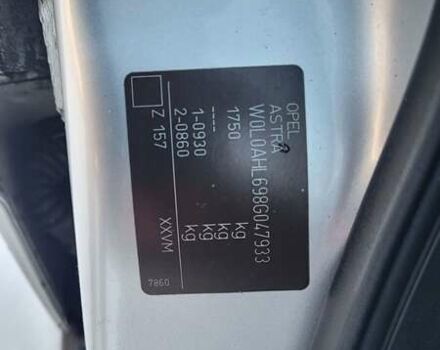 OPEL
ASTRA
W0L0AHL698G047933
1750 kg
---- kg
1-0930 kg
2-0860 kg
Z 157 XXVM
7860